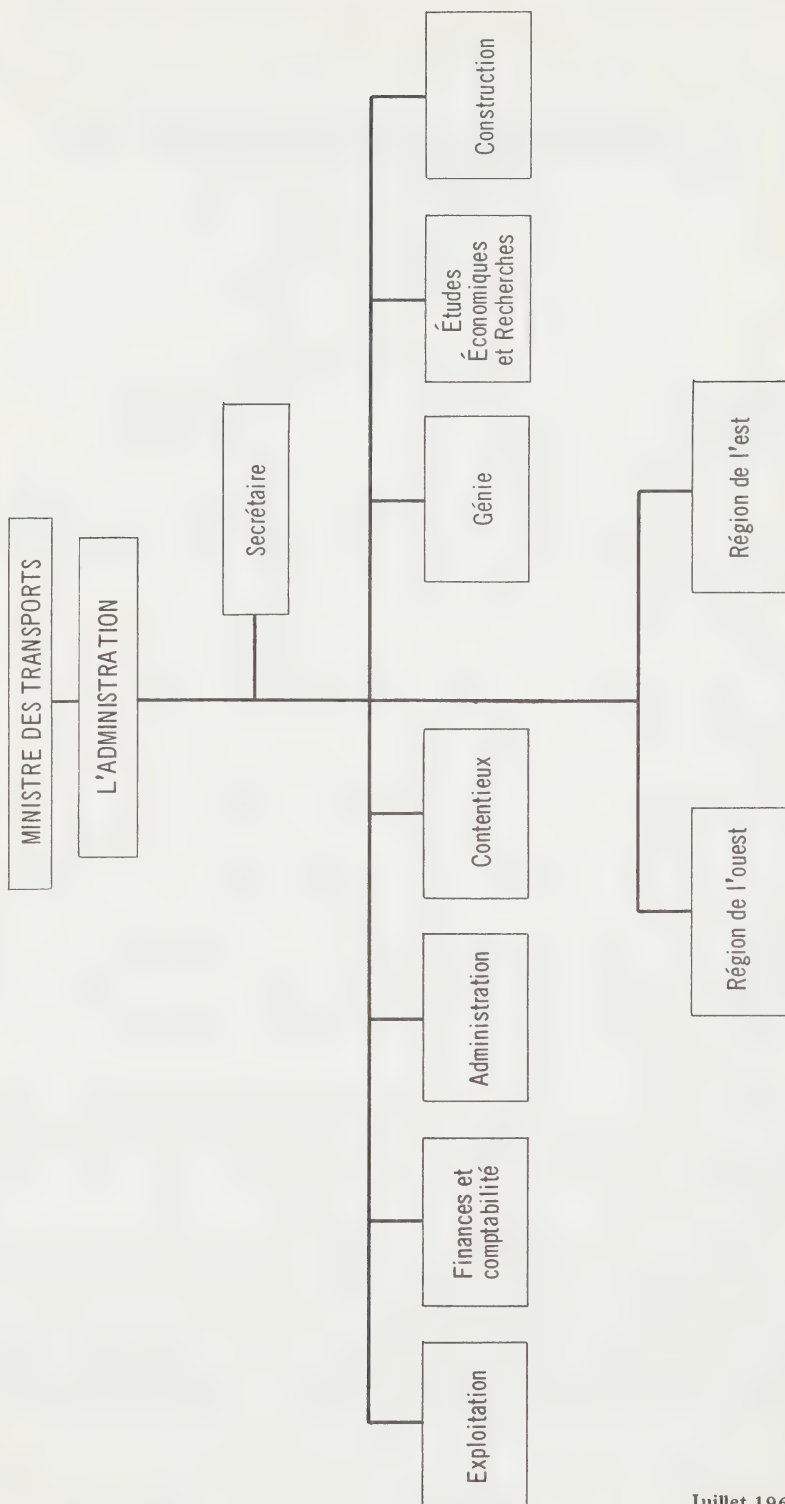 MINISTRE DES TRANSPORTS
L'ADMINISTRATION
Secrétaire
Exploitation
Finances et
comptabilité
Administration
Contentieux
Génie
Études
Économiques
et Recherches
Construction
Région de l'ouest
Région de l'est
Juillet